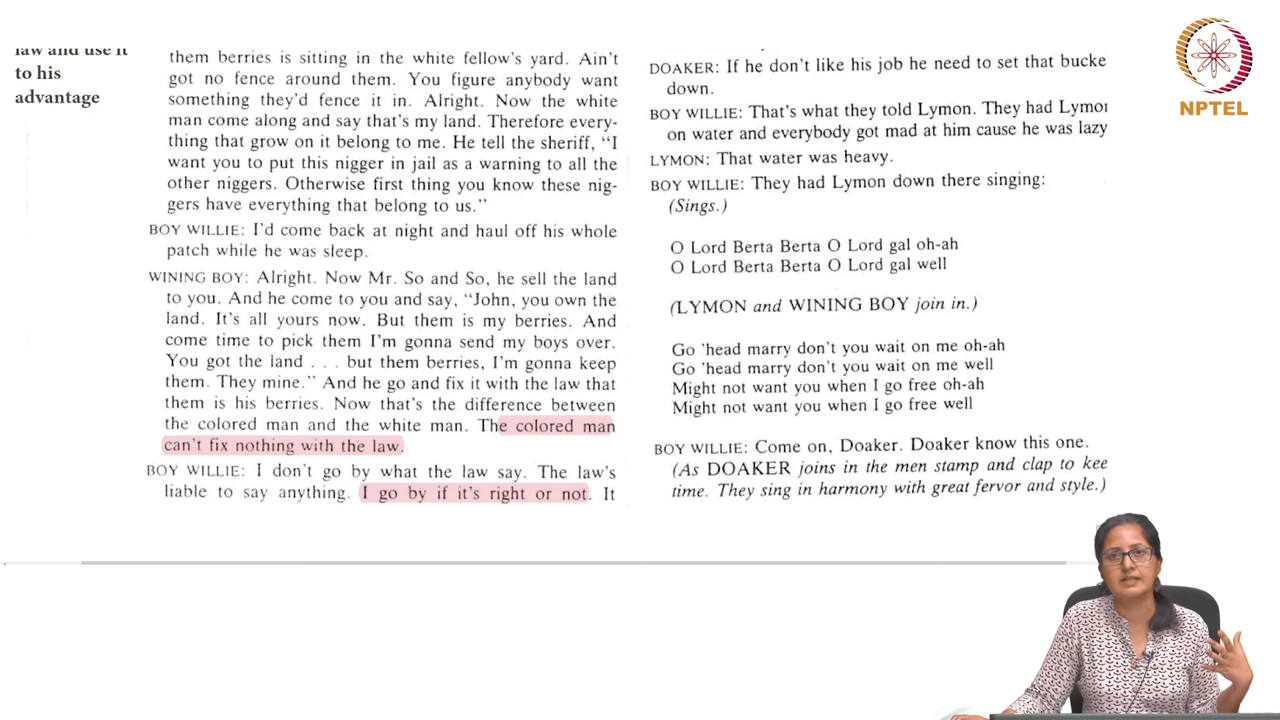 law and use it
to his
advantage
them berries is sitting in the white fellow's yard. Ain't
got no fence around them. You figure anybody want
something they'd fence it in. Alright. Now the white
man come along and say that's my land. Therefore every-
thing that grow on it belong to me. He tell the sheriff, "I
want you to put this nigger in jail as a warning to all the
other niggers. Otherwise first thing you know these nig-
gers have everything that belong to us."
BOY WILLIE: I'd come back at night and haul off his whole
patch while he was sleep.
WINING BOY: Alright. Now Mr. So and So, he sell the land
to you. And he come to you and say, "John, you own the
land. It's all yours now. But them is my berries. And
come time to pick them I'm gonna send my boys over.
You got the land . . . but them berries, I'm gonna keep
them. They mine." And he go and fix it with the law that
them is his berries. Now that's the difference between
the colored man and the white man. The colored man
can't fix nothing with the law.
BOY WILLIE: I don't go by what the law say. The law's
liable to say anything. I go by if it's right or not. It
DOAKER: If he don't like his job he need to set that bucke
down.
BOY WILLIE: That's what they told Lymon. They had Lymon
on water and everybody got mad at him cause he was lazy
LYMON: That water was heavy.
BOY WILLIE: They had Lymon down there singing:
(Sings.)
O Lord Berta Berta O Lord gal oh-ah
O Lord Berta Berta O Lord gal well
(LYMON and WINING BOY join in.)
Go 'head marry don't you wait on me oh-ah
Go 'head marry don't you wait on me well
Might not want you when I go free oh-ah
Might not want you when I go free well
BOY WILLIE: Come on, Doaker. Doaker know this one.
(As DOAKER joins in the men stamp and clap to kee
time. They sing in harmony with great fervor and style.)
NPTEL